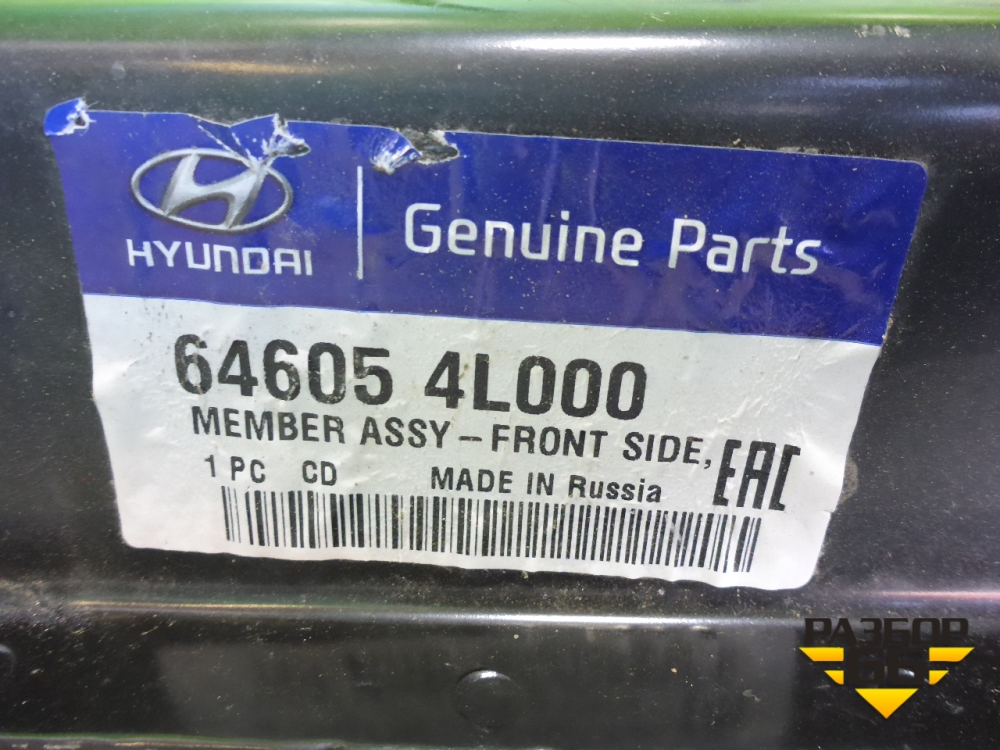 HYUNDAI
Genuine Parts
64605 4L000
MEMBER ASSY-FRONT SIDE,
EAC
1 PC CD MADE IN Russia
РАЗБОР